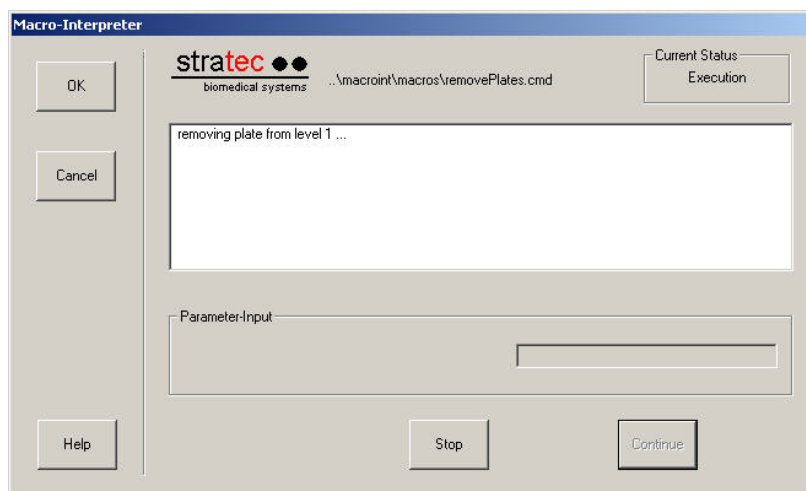 Macro-Interpreter
OK
Cancel
Help
stratec
biomedical systems
..\macroint\macros\removePlates.cmd
Current Status
Execution
removing plate from level 1 ...
Parameter-Input
Stop
Continue